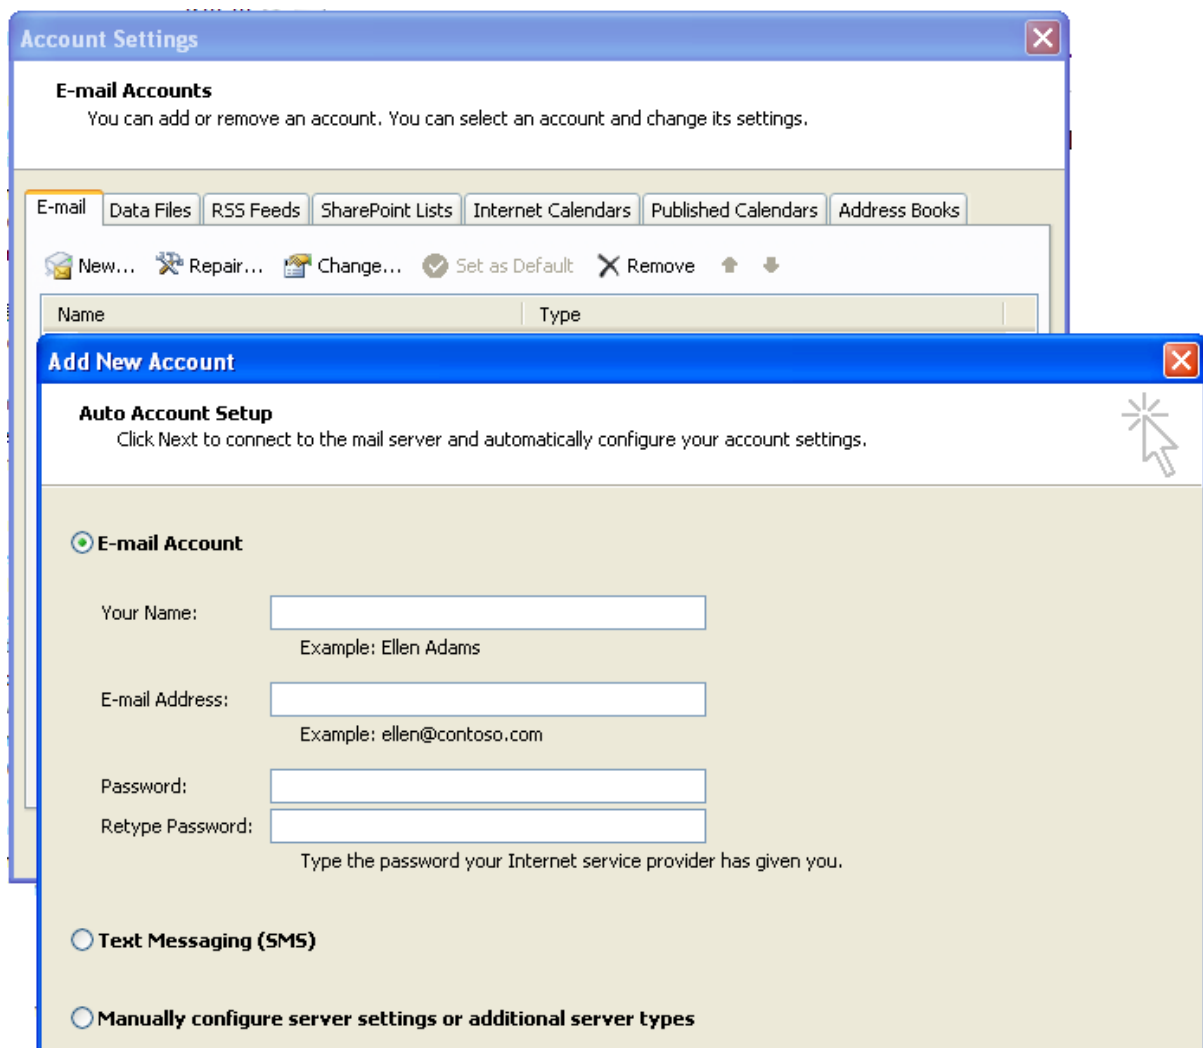 Account Settings
E-mail Accounts
You can add or remove an account. You can select an account and change its settings.
E-mail Data Files RSS Feeds SharePoint Lists Internet Calendars Published Calendars Address Books
New... Repair... Change... Set as Default Remove
Name Type
Add New Account
Auto Account Setup
Click Next to connect to the mail server and automatically configure your account settings.
E-mail Account
Your Name:
Example: Ellen Adams
E-mail Address:
Example: ellen@contoso.com
Password:
Retype Password:
Type the password your Internet service provider has given you.
Text Messaging (SMS)
Manually configure server settings or additional server types